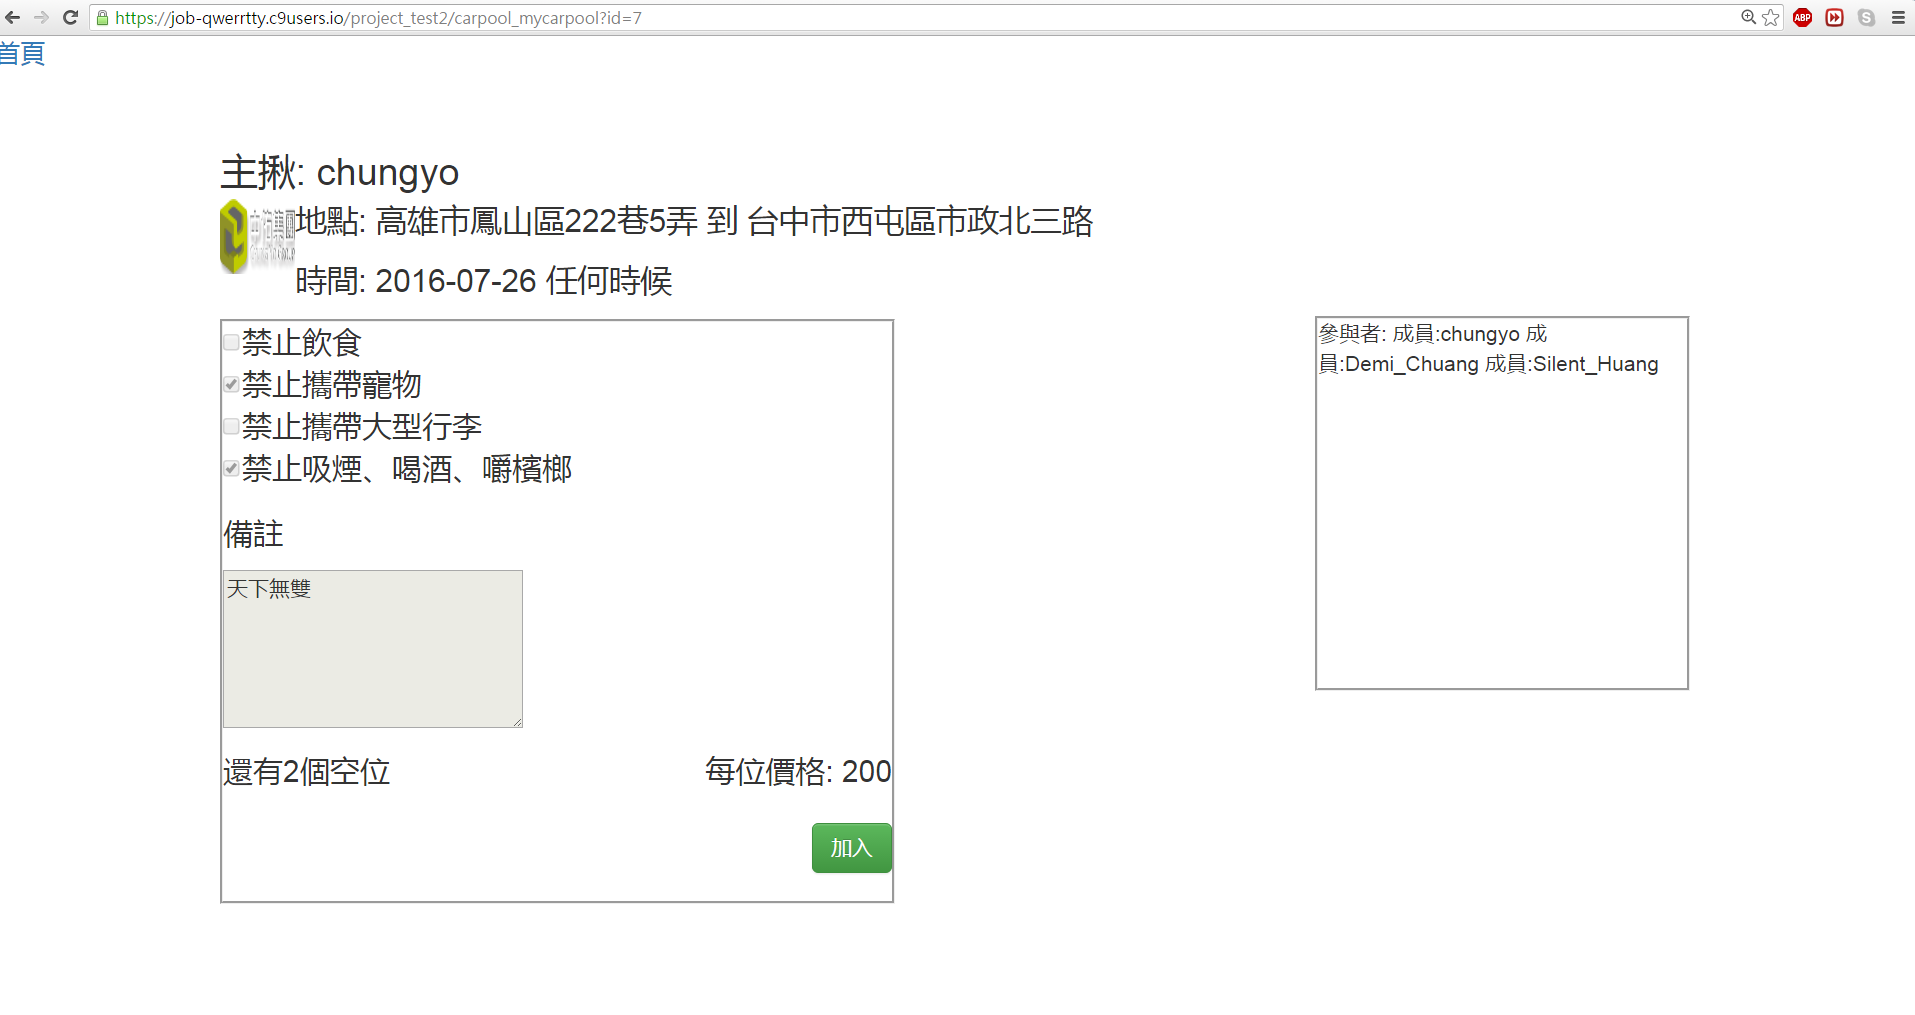 https://job-qwerrtty.c9users.io/project_test2/carpool_mycarpool?id=7
ABP
S
首頁
主揪: chungyo
地點: 高雄市鳳山區222巷5弄 到 台中市西屯區市政北三路
時間: 2016-07-26 任何時候
禁止飲食
禁止攜帶寵物
禁止攜帶大型行李
禁止吸煙、喝酒、嚼檳榔
備註
天下無雙
還有2個空位 每位價格: 200
加入
參與者: 成員:chungyo 成
員:Demi_Chuang 成員:Silent_Huang